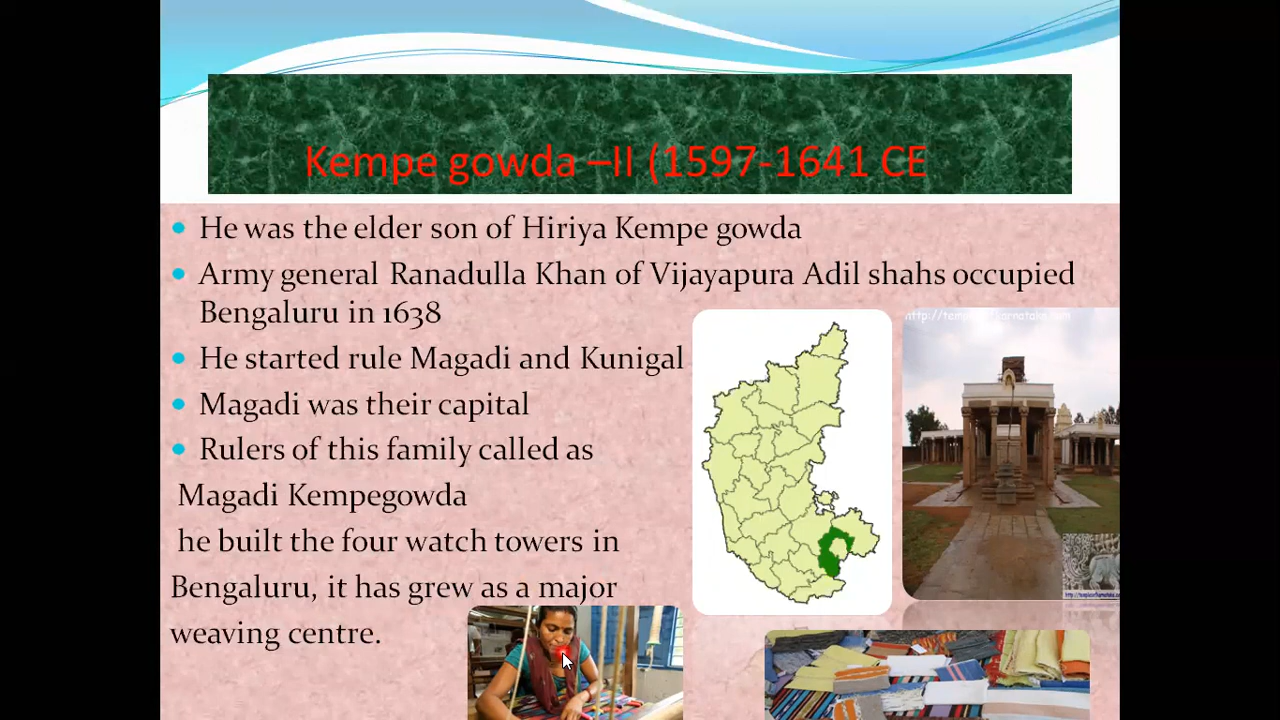 Kempe gowda –II (1597-1641 CE
He was the elder son of Hiriya Kempe gowda
Army general Ranadulla Khan of Vijayapura Adil shahs occupied
Bengaluru in 1638
He started rule Magadi and Kunigal
Magadi was their capital
Rulers of this family called as
Magadi Kempegowda
he built the four watch towers in
Bengaluru, it has grew as a major
weaving centre.